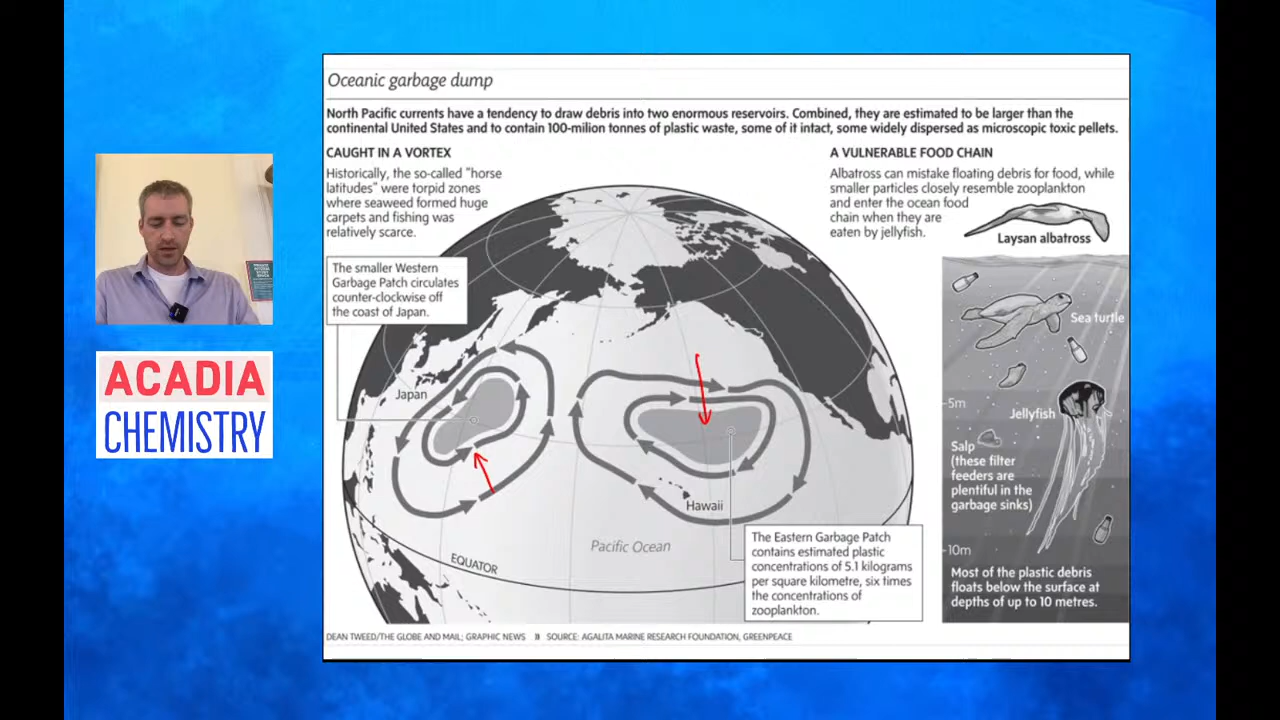 ACADIA
CHEMISTRY
Oceanic garbage dump
North Pacific currents have a tendency to draw debris into two enormous reservoirs. Combined, they are estimated to be larger than the
continental United States and to contain 100-milion tonnes of plastic waste, some of it intact, some widely dispersed as microscopic toxic pellets.
CAUGHT IN A VORTEX
Historically, the so-called "horse
latitudes" were torpid zones
where seaweed formed huge
carpets and fishing was
relatively scarce.
The smaller Western
Garbage Patch circulates
counter-clockwise off
the coast of Japan.
Japan
Hawaii
Pacific Ocean
EQUATOR
The Eastern Garbage Patch
contains estimated plastic
concentrations of 5.1 kilograms
per square kilometre, six times
the concentrations of
zooplankton.
A VULNERABLE FOOD CHAIN
Albatross can mistake floating debris for food, while
smaller particles closely resemble zooplankton
and enter the ocean food
chain when they are
eaten by jellyfish.
Laysan albatross
Sea turtle
5m
Jellyfish
Salp
(these filter
feeders are
plentiful in the
garbage sinks)
10m
Most of the plastic debris
floats below the surface at
depths of up to 10 metres.
DEAN TWEED/THE GLOBE AND MAIL; GRAPHIC NEWS » SOURCE: AGALITA MARINE RESEARCH FOUNDATION, GREENPEACE